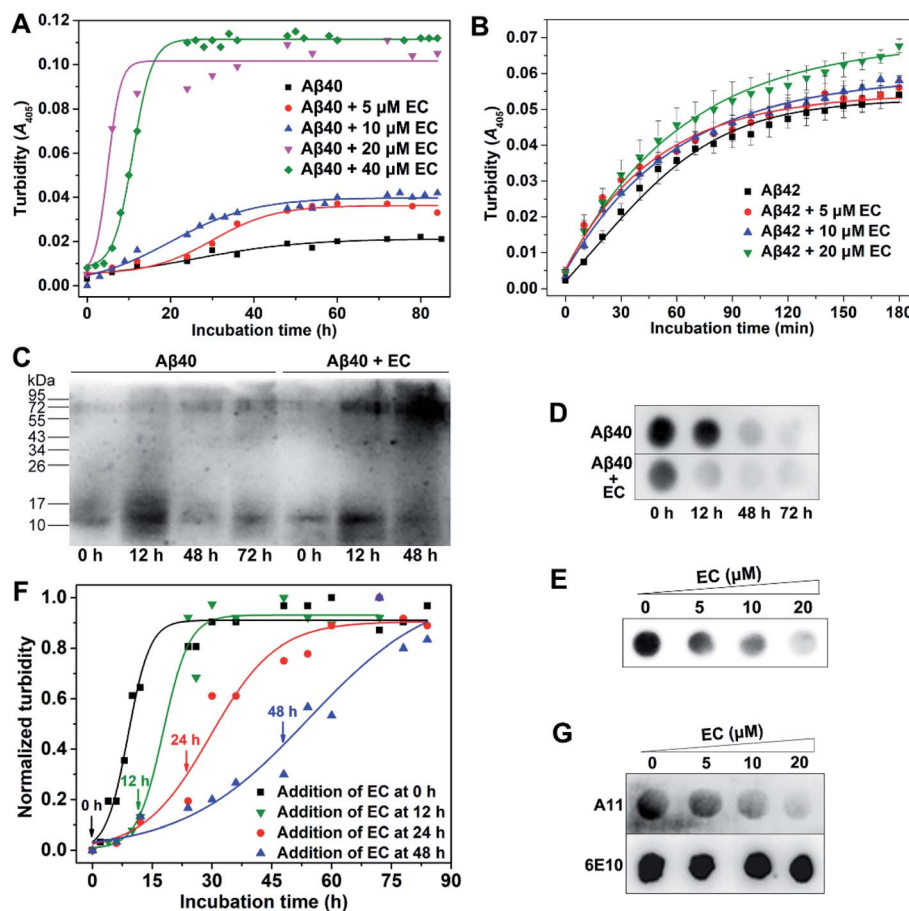 A
Turbidity (A405)
0.12
0.10
0.08
0.06
0.04
0.02
0.00
0 20 40 60 80
Incubation time (h)
Aβ40
Aβ40 + 5 μM EC
Aβ40 + 10 μM EC
Aβ40 + 20 μM EC
Aβ40 + 40 μM EC
B
Turbidity (A405)
0.07
0.06
0.05
0.04
0.03
0.02
0.01
0.00
0 30 60 90 120 150 180
Incubation time (min)
Aβ42
Aβ42 + 5 μM EC
Aβ42 + 10 μM EC
Aβ42 + 20 μM EC
C
Aβ40 Aβ40 + EC
kDa
95
72
55
43
34
26
17
10
0 h 12 h 48 h 72 h 0 h 12 h 48 h
D
Aβ40
Aβ40
+
EC
0 h 12 h 48 h 72 h
E
EC (μM)
0 5 10 20
F
Normalized turbidity
1.0
0.8
0.6
0.4
0.2
0.0
0 15 30 45 60 75 90
Incubation time (h)
0 h
12 h
24 h
48 h
Addition of EC at 0 h
Addition of EC at 12 h
Addition of EC at 24 h
Addition of EC at 48 h
G
EC (μM)
0 5 10 20
A11
6E10